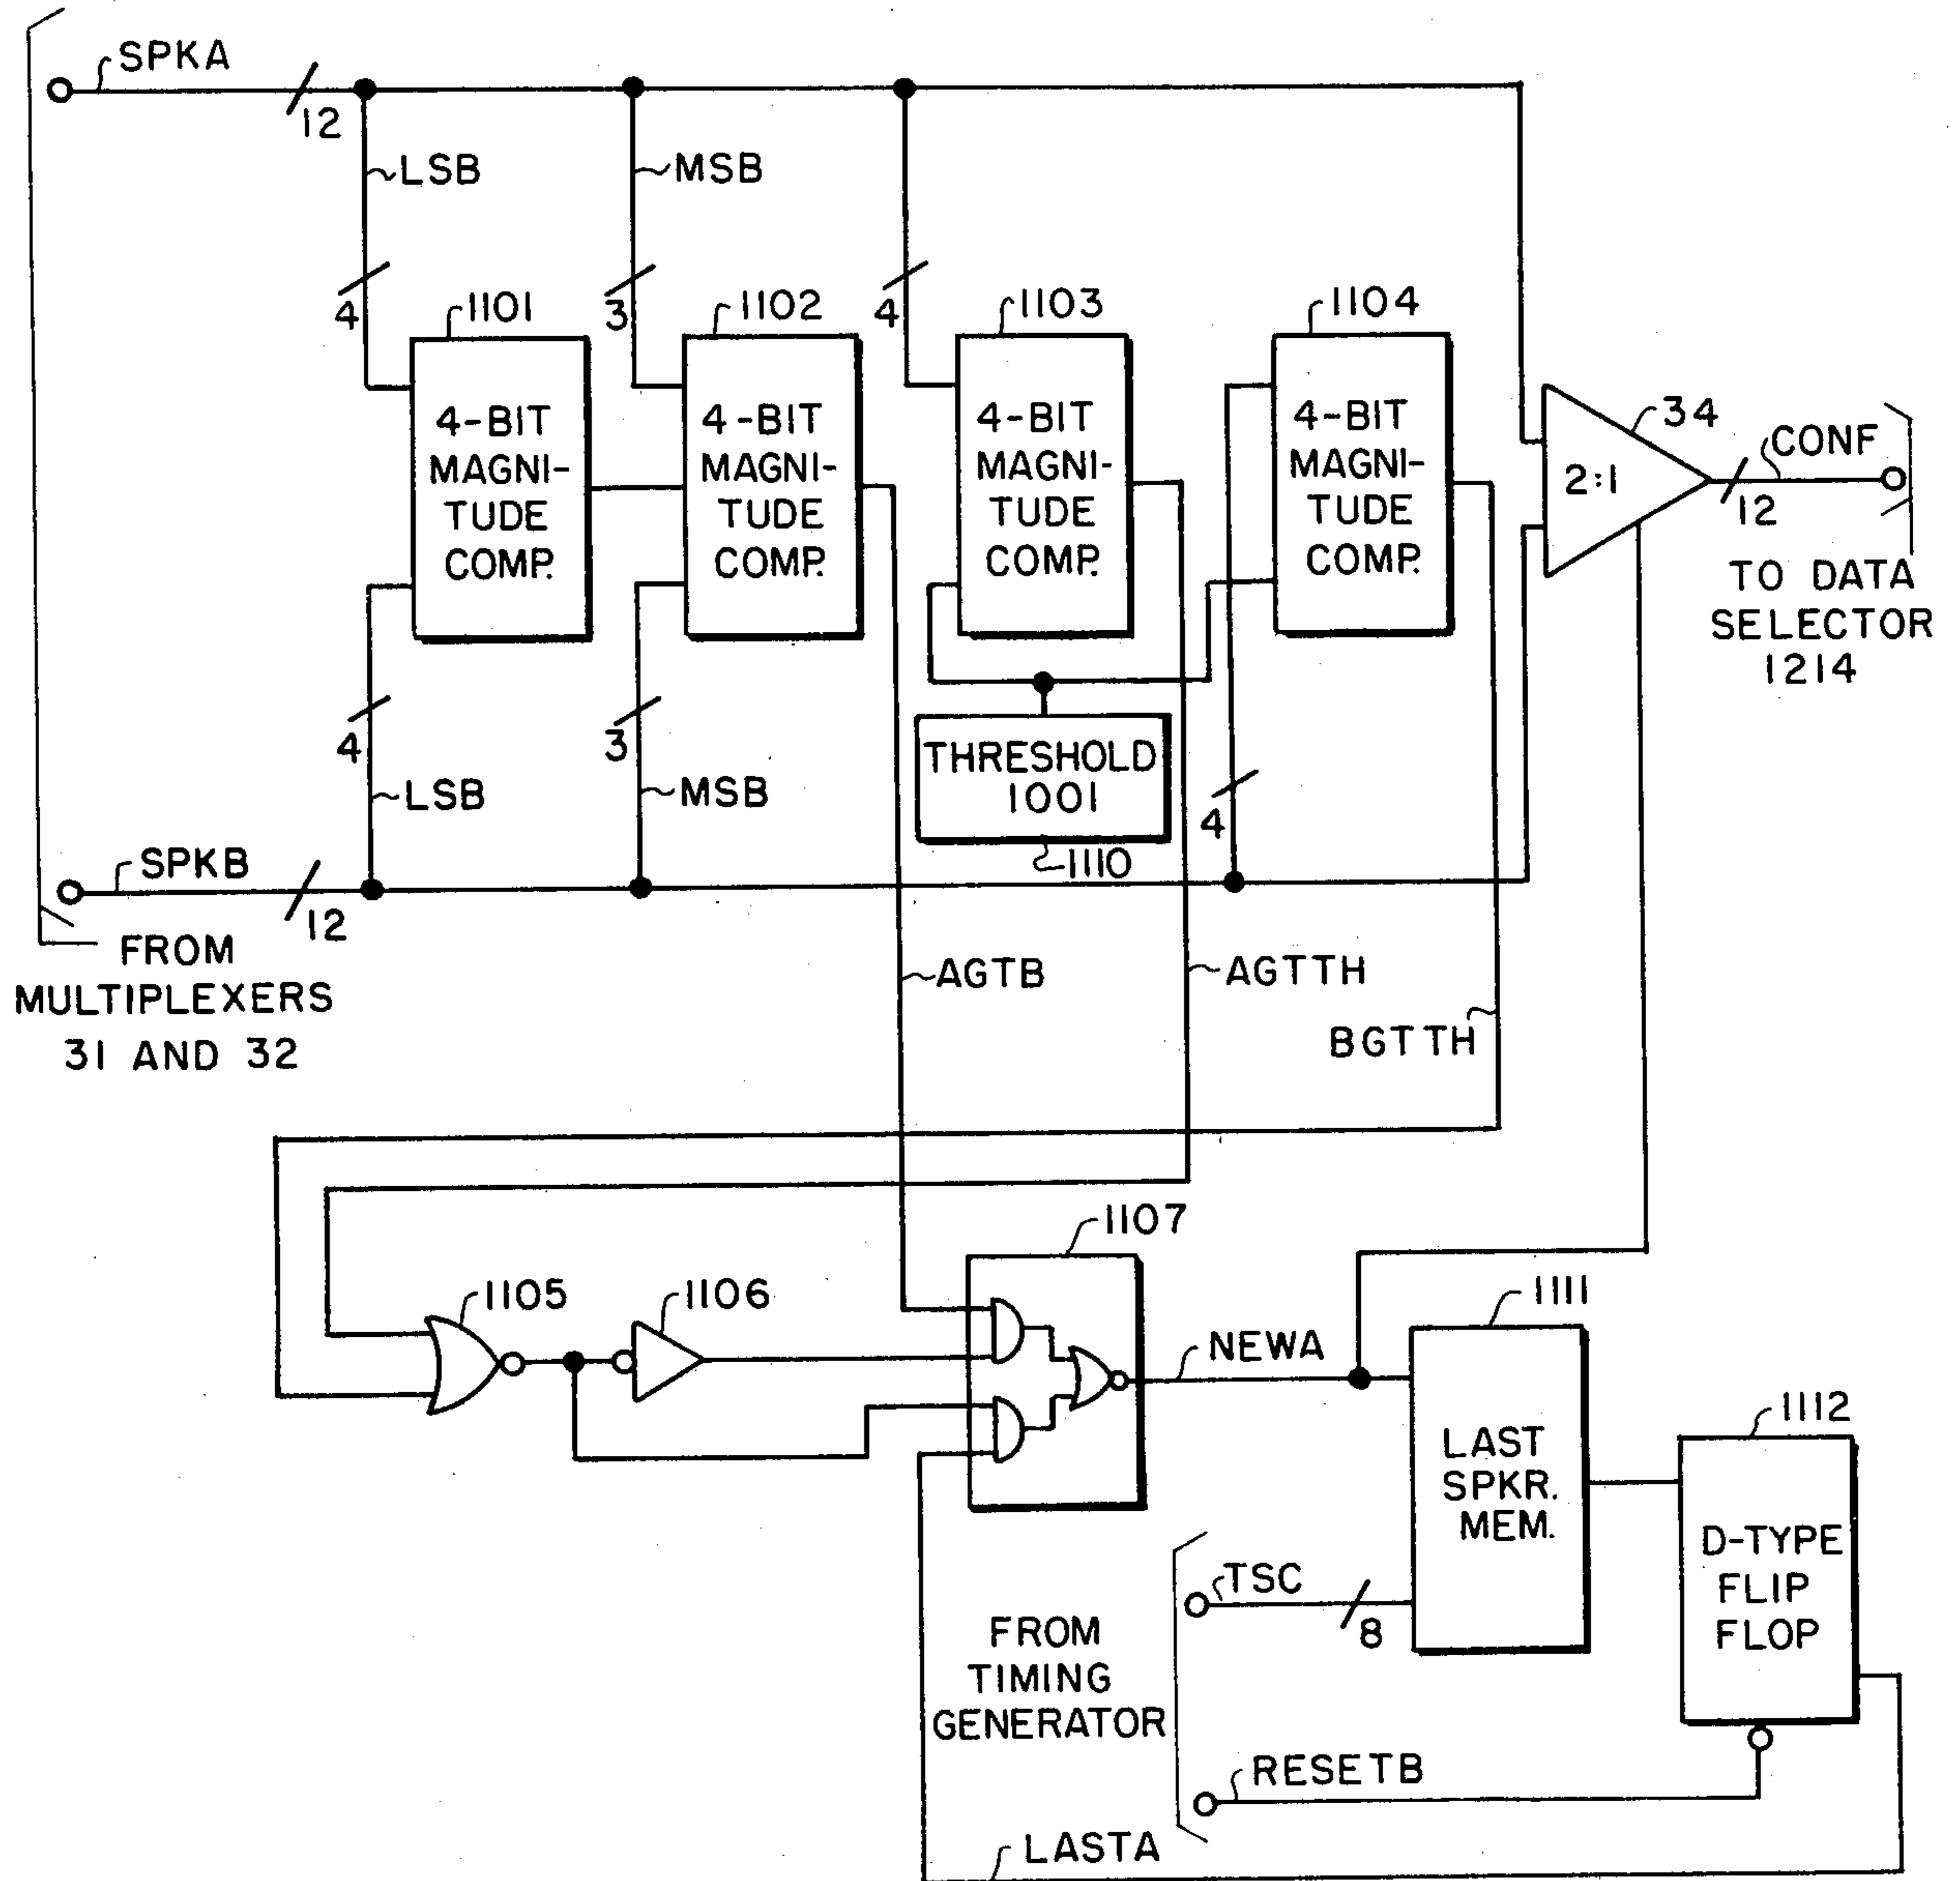 SPKA
12
LSB
MSB
4
3
4
1101
1102
1103
1104
4-BIT
MAGNI-
TUDE
COMP.
4-BIT
MAGNI-
TUDE
COMP.
4-BIT
MAGNI-
TUDE
COMP.
4-BIT
MAGNI-
TUDE
COMP.
34
2:1
CONF
12
TO DATA
SELECTOR
1214
4
3
THRESHOLD
1001
4
LSB
MSB
1110
SPKB
12
FROM
MULTIPLEXERS
31 AND 32
AGTB
AGTTH
BGTTH
1107
1105
1106
NEWA
1111
LAST
SPKR.
MEM.
1112
D-TYPE
FLIP
FLOP
TSC
8
FROM
TIMING
GENERATOR
RESETB
LASTA